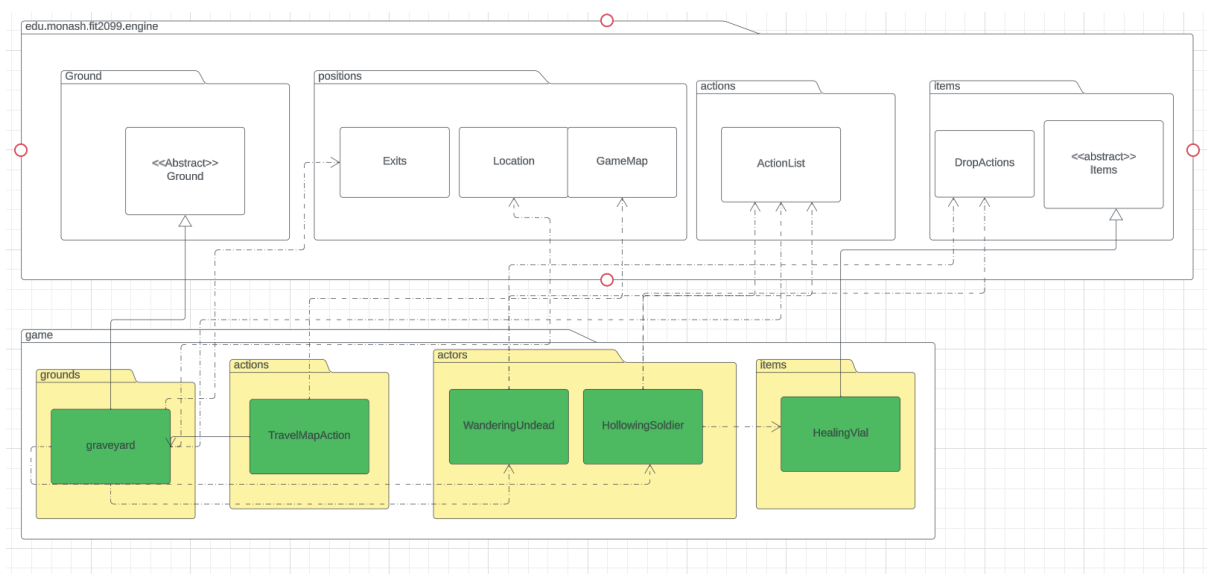 edu.monash.fit2099.engine
Ground
positions
actions
items
<<Abstract>>
Ground
Exits
Location
GameMap
ActionList
DropActions
<<abstract>>
Items
game
grounds
actions
actors
items
graveyard
TravelMapAction
WanderingUndead
HollowingSoldier
HealingVial